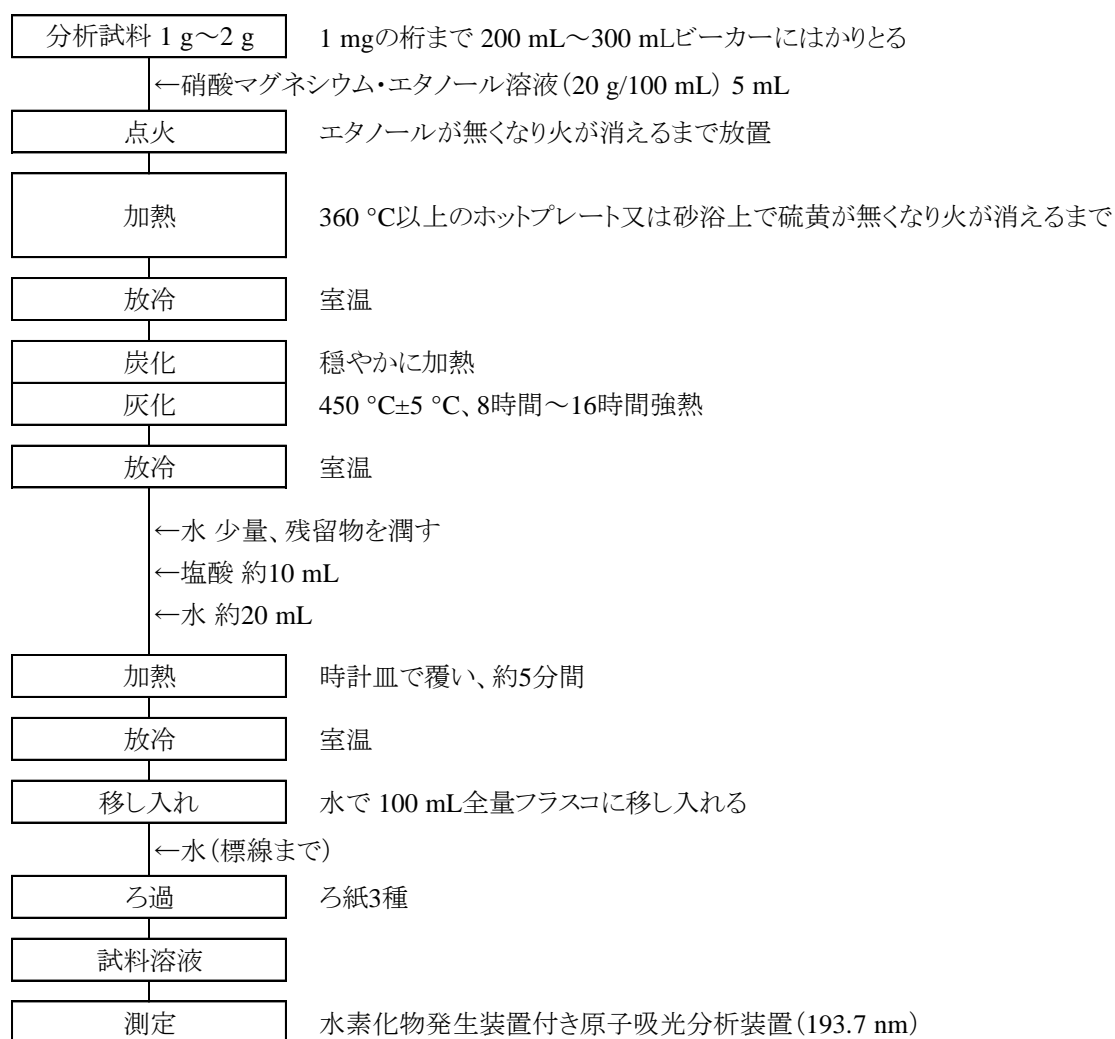 分析試料 1 g～2 g 1 mgの桁まで 200 mL～300 mLビーカーにはかりとる
←硝酸マグネシウム・エタノール溶液(20 g/100 mL) 5 mL
点火 エタノールが無くなり火が消えるまで放置
加熱 360 °C以上のホットプレート又は砂浴上で硫黄が無くなり火が消えるまで
放冷 室温
炭化 穏やかに加熱
灰化 450 °C±5 °C、8時間～16時間強熱
放冷 室温
←水 少量、残留物を潤す
←塩酸 約10 mL
←水 約20 mL
加熱 時計皿で覆い、約5分間
放冷 室温
移し入れ 水で 100 mL全量フラスコに移し入れる
←水(標線まで)
ろ過 ろ紙3種
試料溶液
測定 水素化物発生装置付き原子吸光分析装置(193.7 nm)